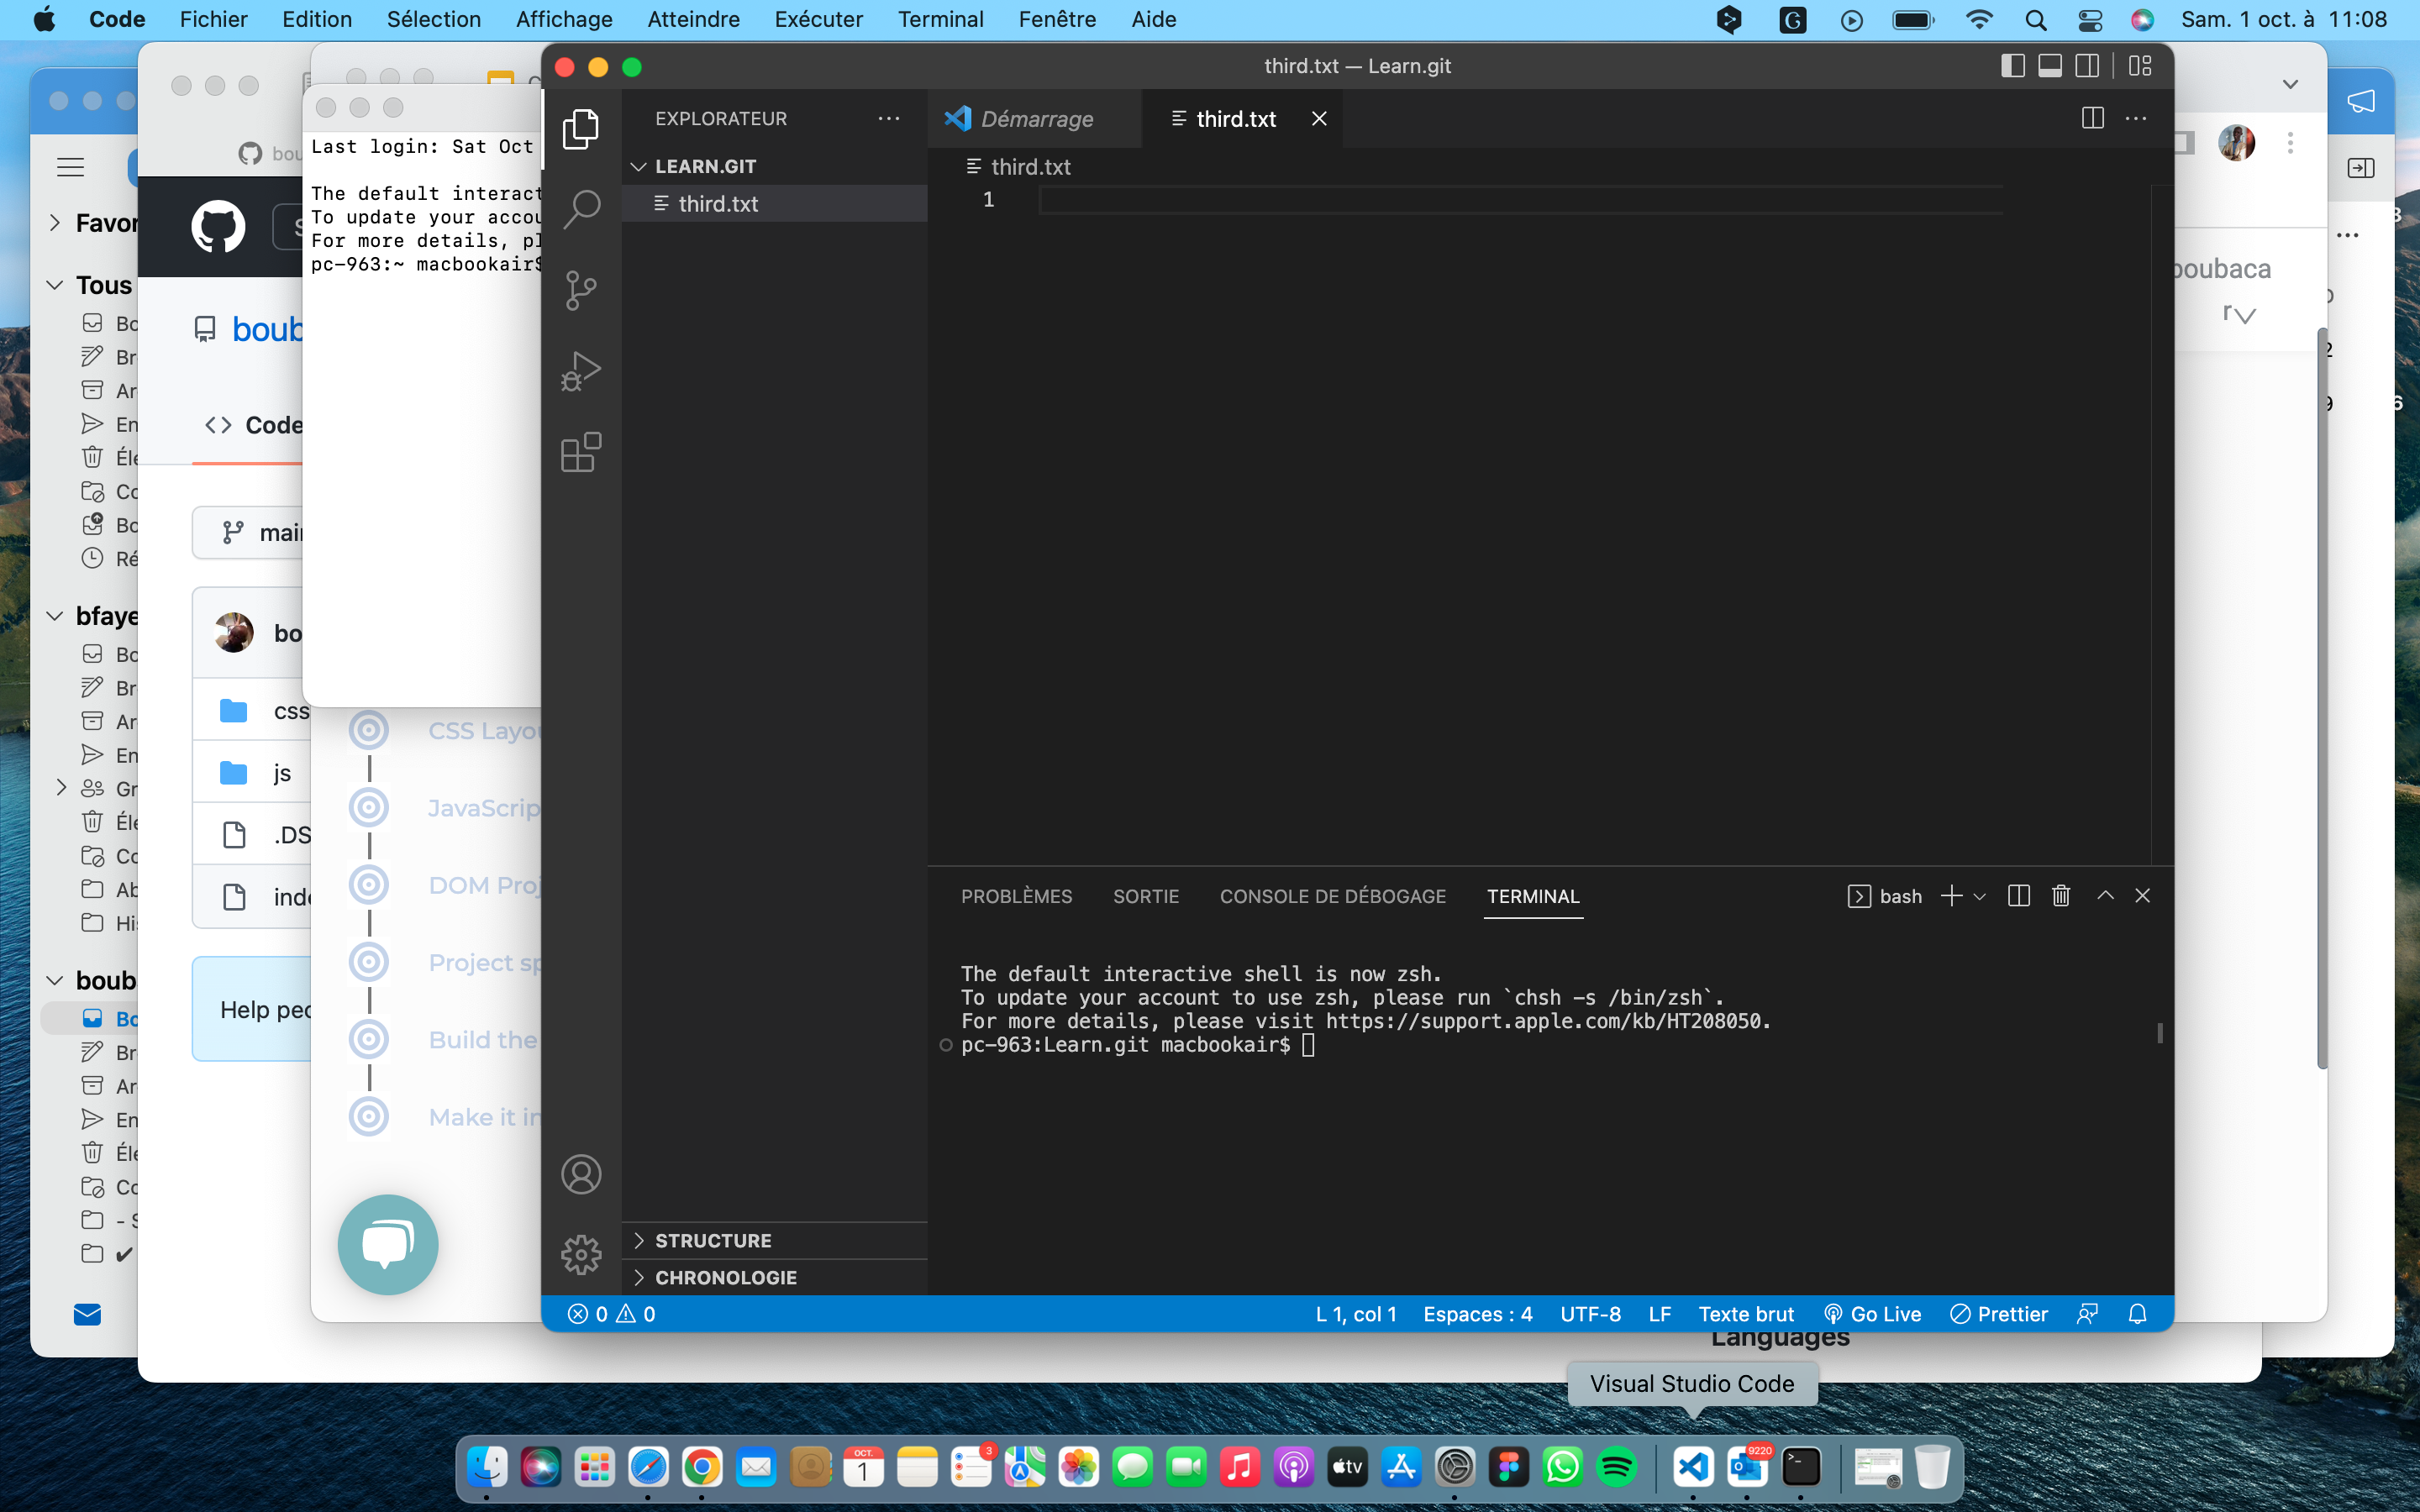 Code Fichier Edition Sélection Affichage Atteindre Exécuter Terminal Fenêtre Aide
Sam. 1 oct. à 11:08
third.txt — Learn.git
EXPLORATEUR
LEARN.GIT
third.txt
Démarrage
third.txt
third.txt
1
Last login: Sat Oct
The default interact
To update your accou
For more details, pl
pc-963:~ macbookair$
Favor
Tous
Bo
Br
Ar
En
Éle
Co
Bo
Ré
bfaye
Bo
Br
Ar
En
Gr
Éle
Co
Ab
His
boub
Bo
Br
Ar
En
Éle
Co
- S
bou
S
boub
Code
main
bo
css
js
.DS
inde
Help peo
C
CSS Layou
JavaScrip
DOM Proj
Project sp
Build the
Make it in
boubaca
r
PROBLÈMES SORTIE CONSOLE DE DÉBOGAGE TERMINAL
bash
The default interactive shell is now zsh.
To update your account to use zsh, please run `chsh -s /bin/zsh`.
For more details, please visit https://support.apple.com/kb/HT208050.
pc-963:Learn.git macbookair$
STRUCTURE
CHRONOLOGIE
0 0
L 1, col 1 Espaces : 4 UTF-8 LF Texte brut Go Live Prettier
Languages
Visual Studio Code
OCT.
1
3
tv
9220